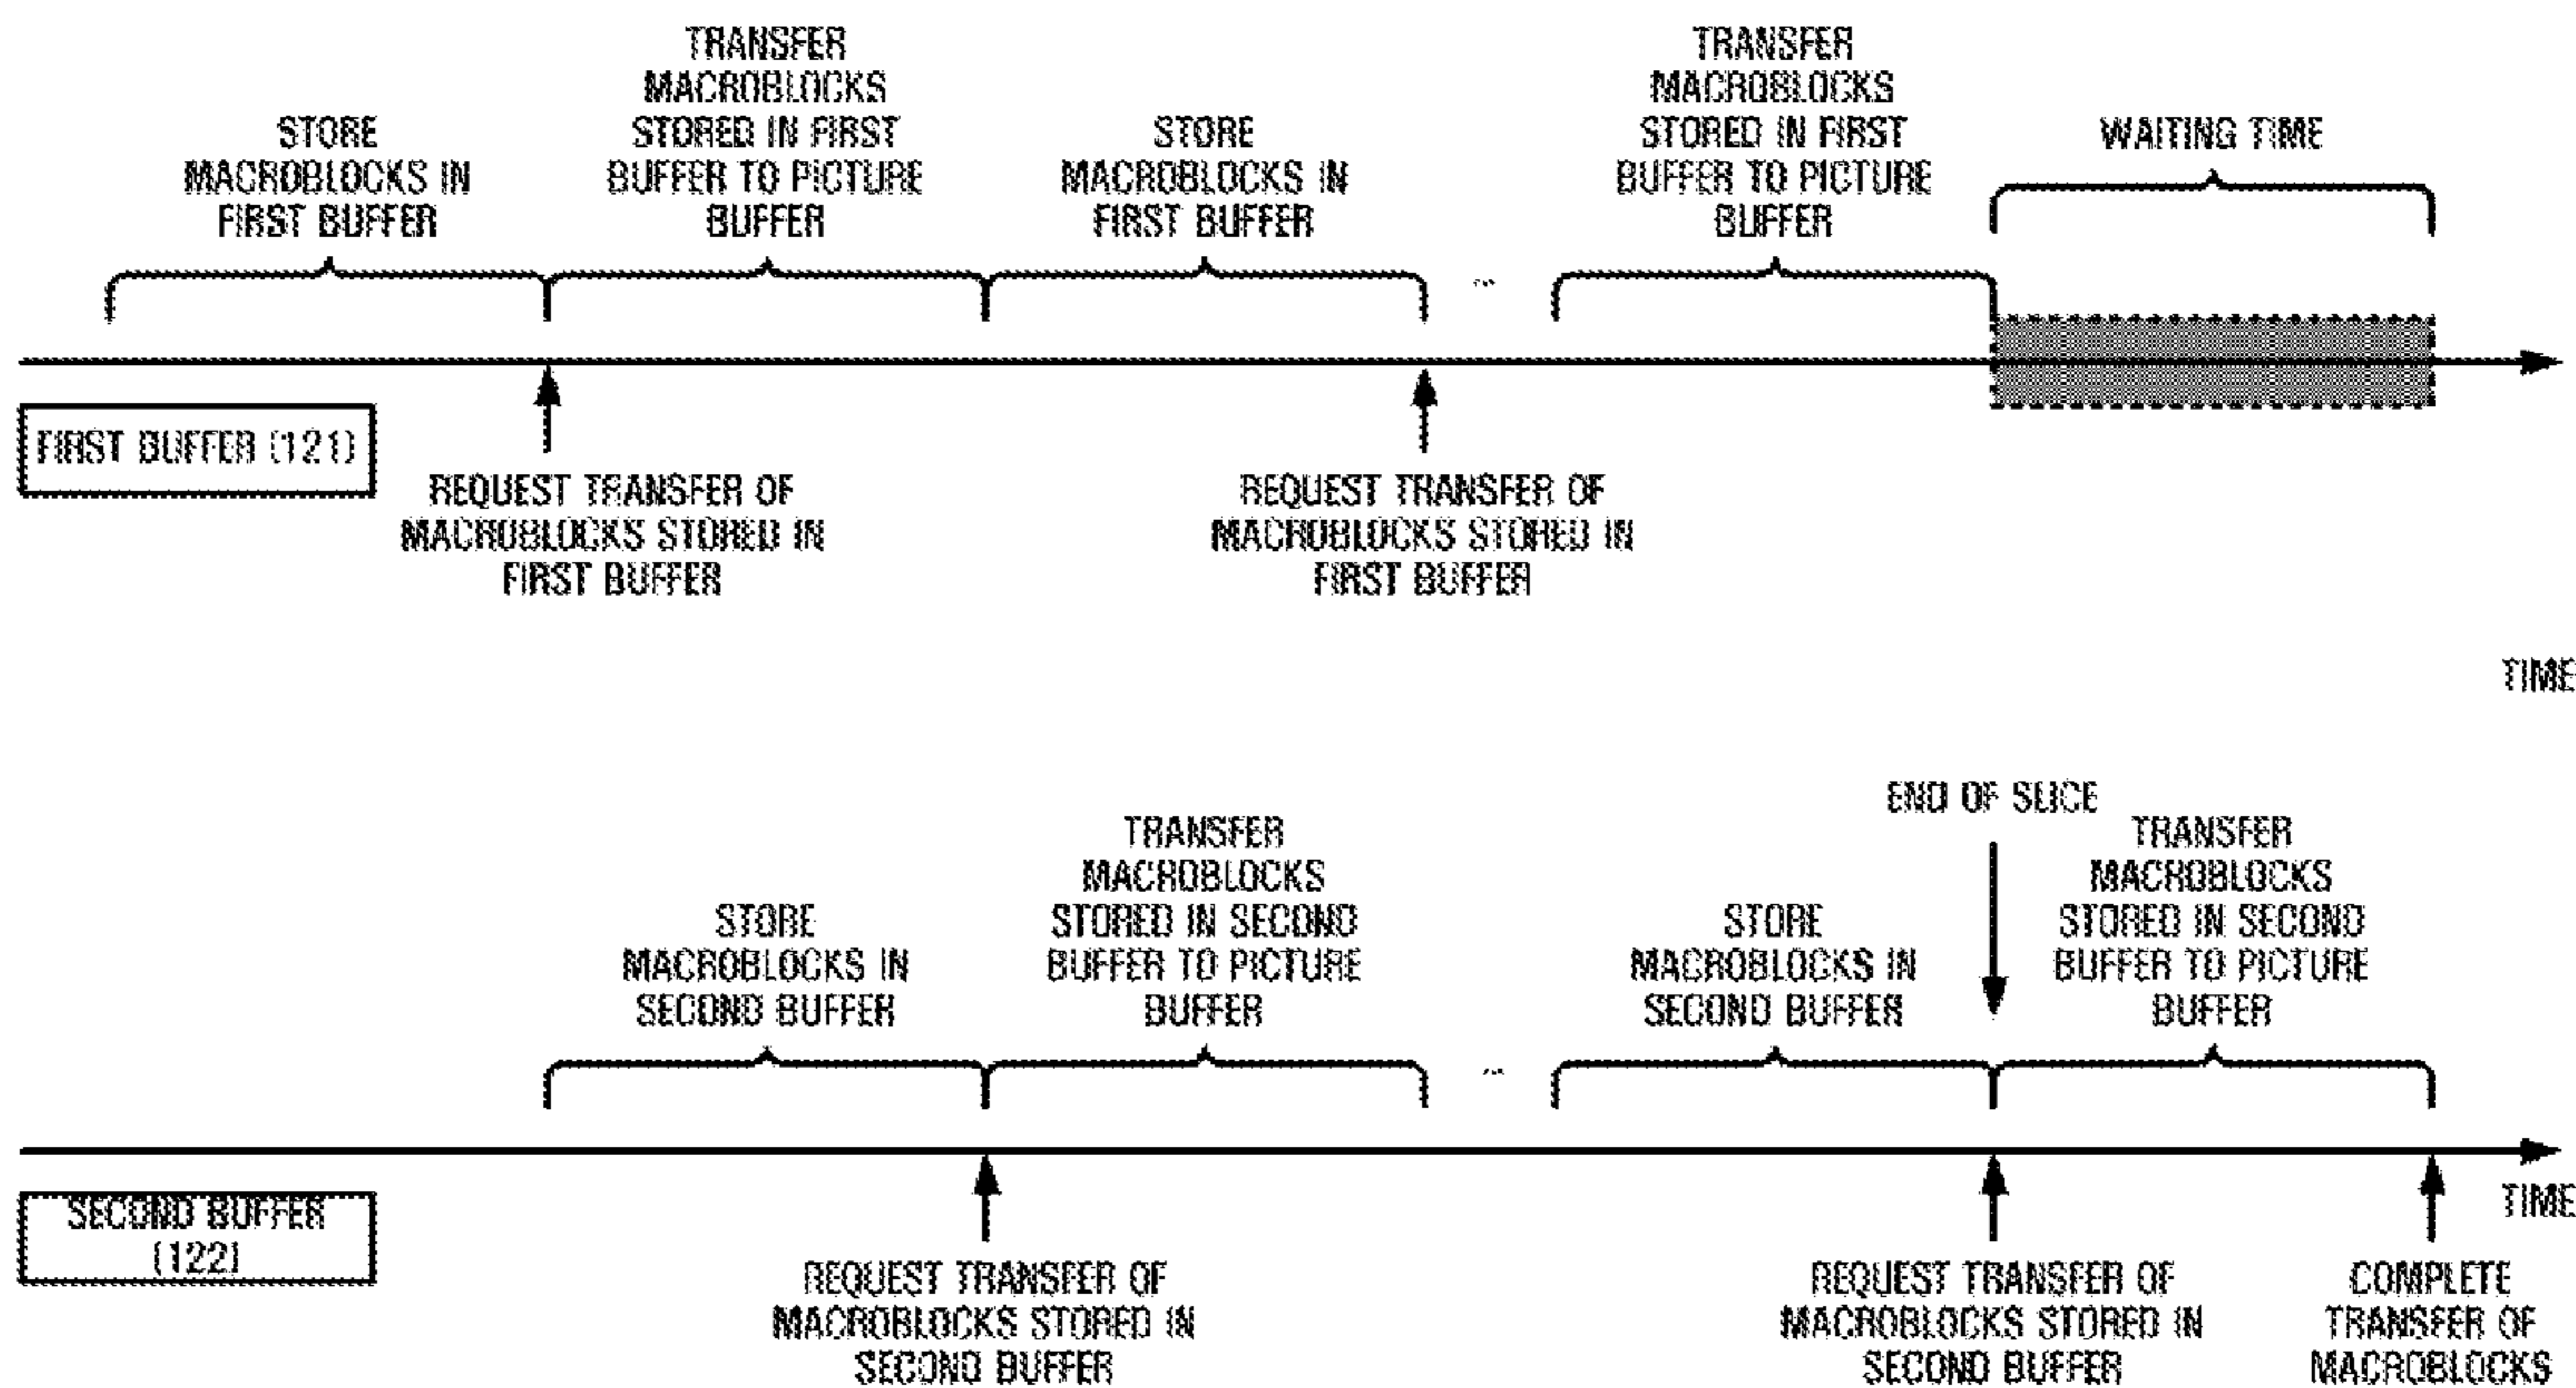 STORE
MACROBLOCKS IN
FIRST BUFFER
TRANSFER
MACROBLOCKS
STORED IN FIRST
BUFFER TO PICTURE
BUFFER
STORE
MACROBLOCKS IN
FIRST BUFFER
...
TRANSFER
MACROBLOCKS
STORED IN FIRST
BUFFER TO PICTURE
BUFFER
WAITING TIME
FIRST BUFFER (121)
REQUEST TRANSFER OF
MACROBLOCKS STORED IN
FIRST BUFFER
REQUEST TRANSFER OF
MACROBLOCKS STORED IN
FIRST BUFFER
TIME
STORE
MACROBLOCKS IN
SECOND BUFFER
TRANSFER
MACROBLOCKS
STORED IN SECOND
BUFFER TO PICTURE
BUFFER
...
STORE
MACROBLOCKS IN
SECOND BUFFER
END OF SLICE
TRANSFER
MACROBLOCKS
STORED IN SECOND
BUFFER TO PICTURE
BUFFER
SECOND BUFFER
(122)
REQUEST TRANSFER OF
MACROBLOCKS STORED IN
SECOND BUFFER
REQUEST TRANSFER OF
MACROBLOCKS STORED IN
SECOND BUFFER
COMPLETE
TRANSFER OF
MACROBLOCKS
TIME